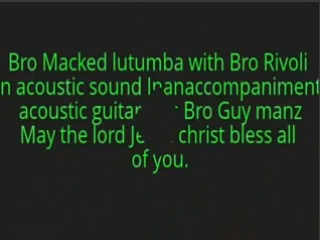 Bro Macked lutumba with Bro Rivoli
n acoustic sound Inanaccompaniment
acoustic guitar Bro Guy manz
May the lord christ bless all
of you.